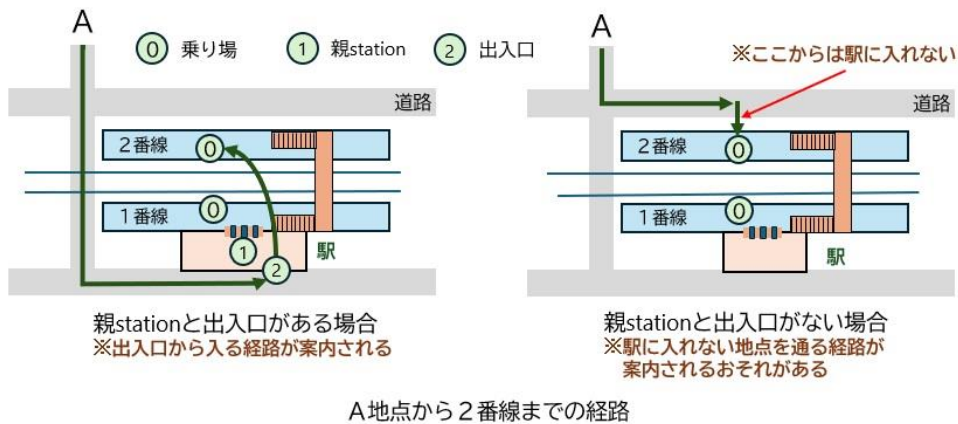 A
0 乗り場
1 親station
2 出入口
道路
2番線
0
0
1番線
1
駅
2
親stationと出入口がある場合
※出入口から入る経路が案内される
A
※ここからは駅に入れない
道路
2番線
0
1番線
0
駅
親stationと出入口がない場合
※駅に入れない地点を通る経路が
案内されるおそれがある
A地点から2番線までの経路